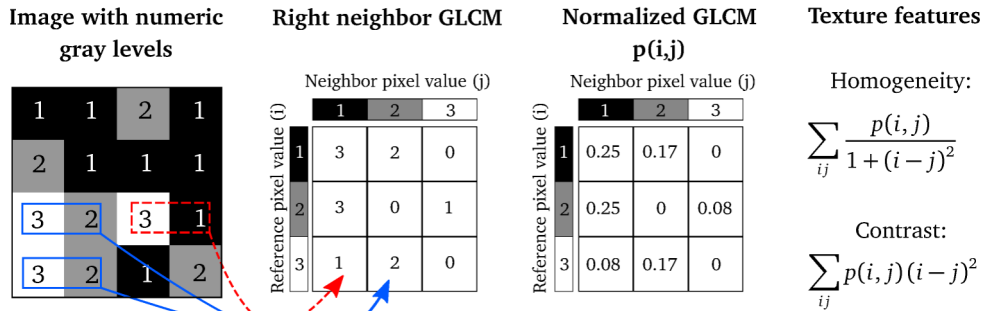 Image with numeric
gray levels
1 1 2 1
2 1 1 1
3 2 3 1
3 2 1 2
Right neighbor GLCM
Neighbor pixel value (j)
Reference pixel value (i)
1 2 3
1 3 2 0
2 3 0 1
3 1 2 0
Normalized GLCM
p(i,j)
Neighbor pixel value (j)
Reference pixel value (i)
1 2 3
1 0.25 0.17 0
2 0.25 0 0.08
3 0.08 0.17 0
Texture features
Homogeneity:
∑ij p(i,j) / 1+(i−j)²
Contrast:
∑ij p(i,j)(i−j)²